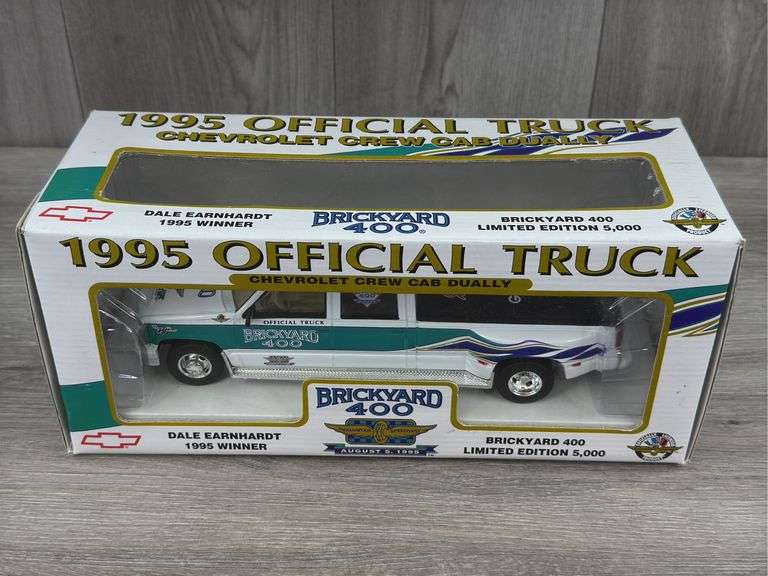 1995 OFFICIAL TRUCK
CHEVROLET CREW CAB DUALLY
DALE EARNHARDT
1995 WINNER
BRICKYARD
400
BRICKYARD 400
LIMITED EDITION 5,000
1995 OFFICIAL TRUCK
CHEVROLET CREW CAB DUALLY
400
OFFICIAL TRUCK
BRICKYARD
400
BRICKYARD
400
AUGUST 5, 1995
DALE EARNHARDT
1995 WINNER
BRICKYARD 400
LIMITED EDITION 5,000